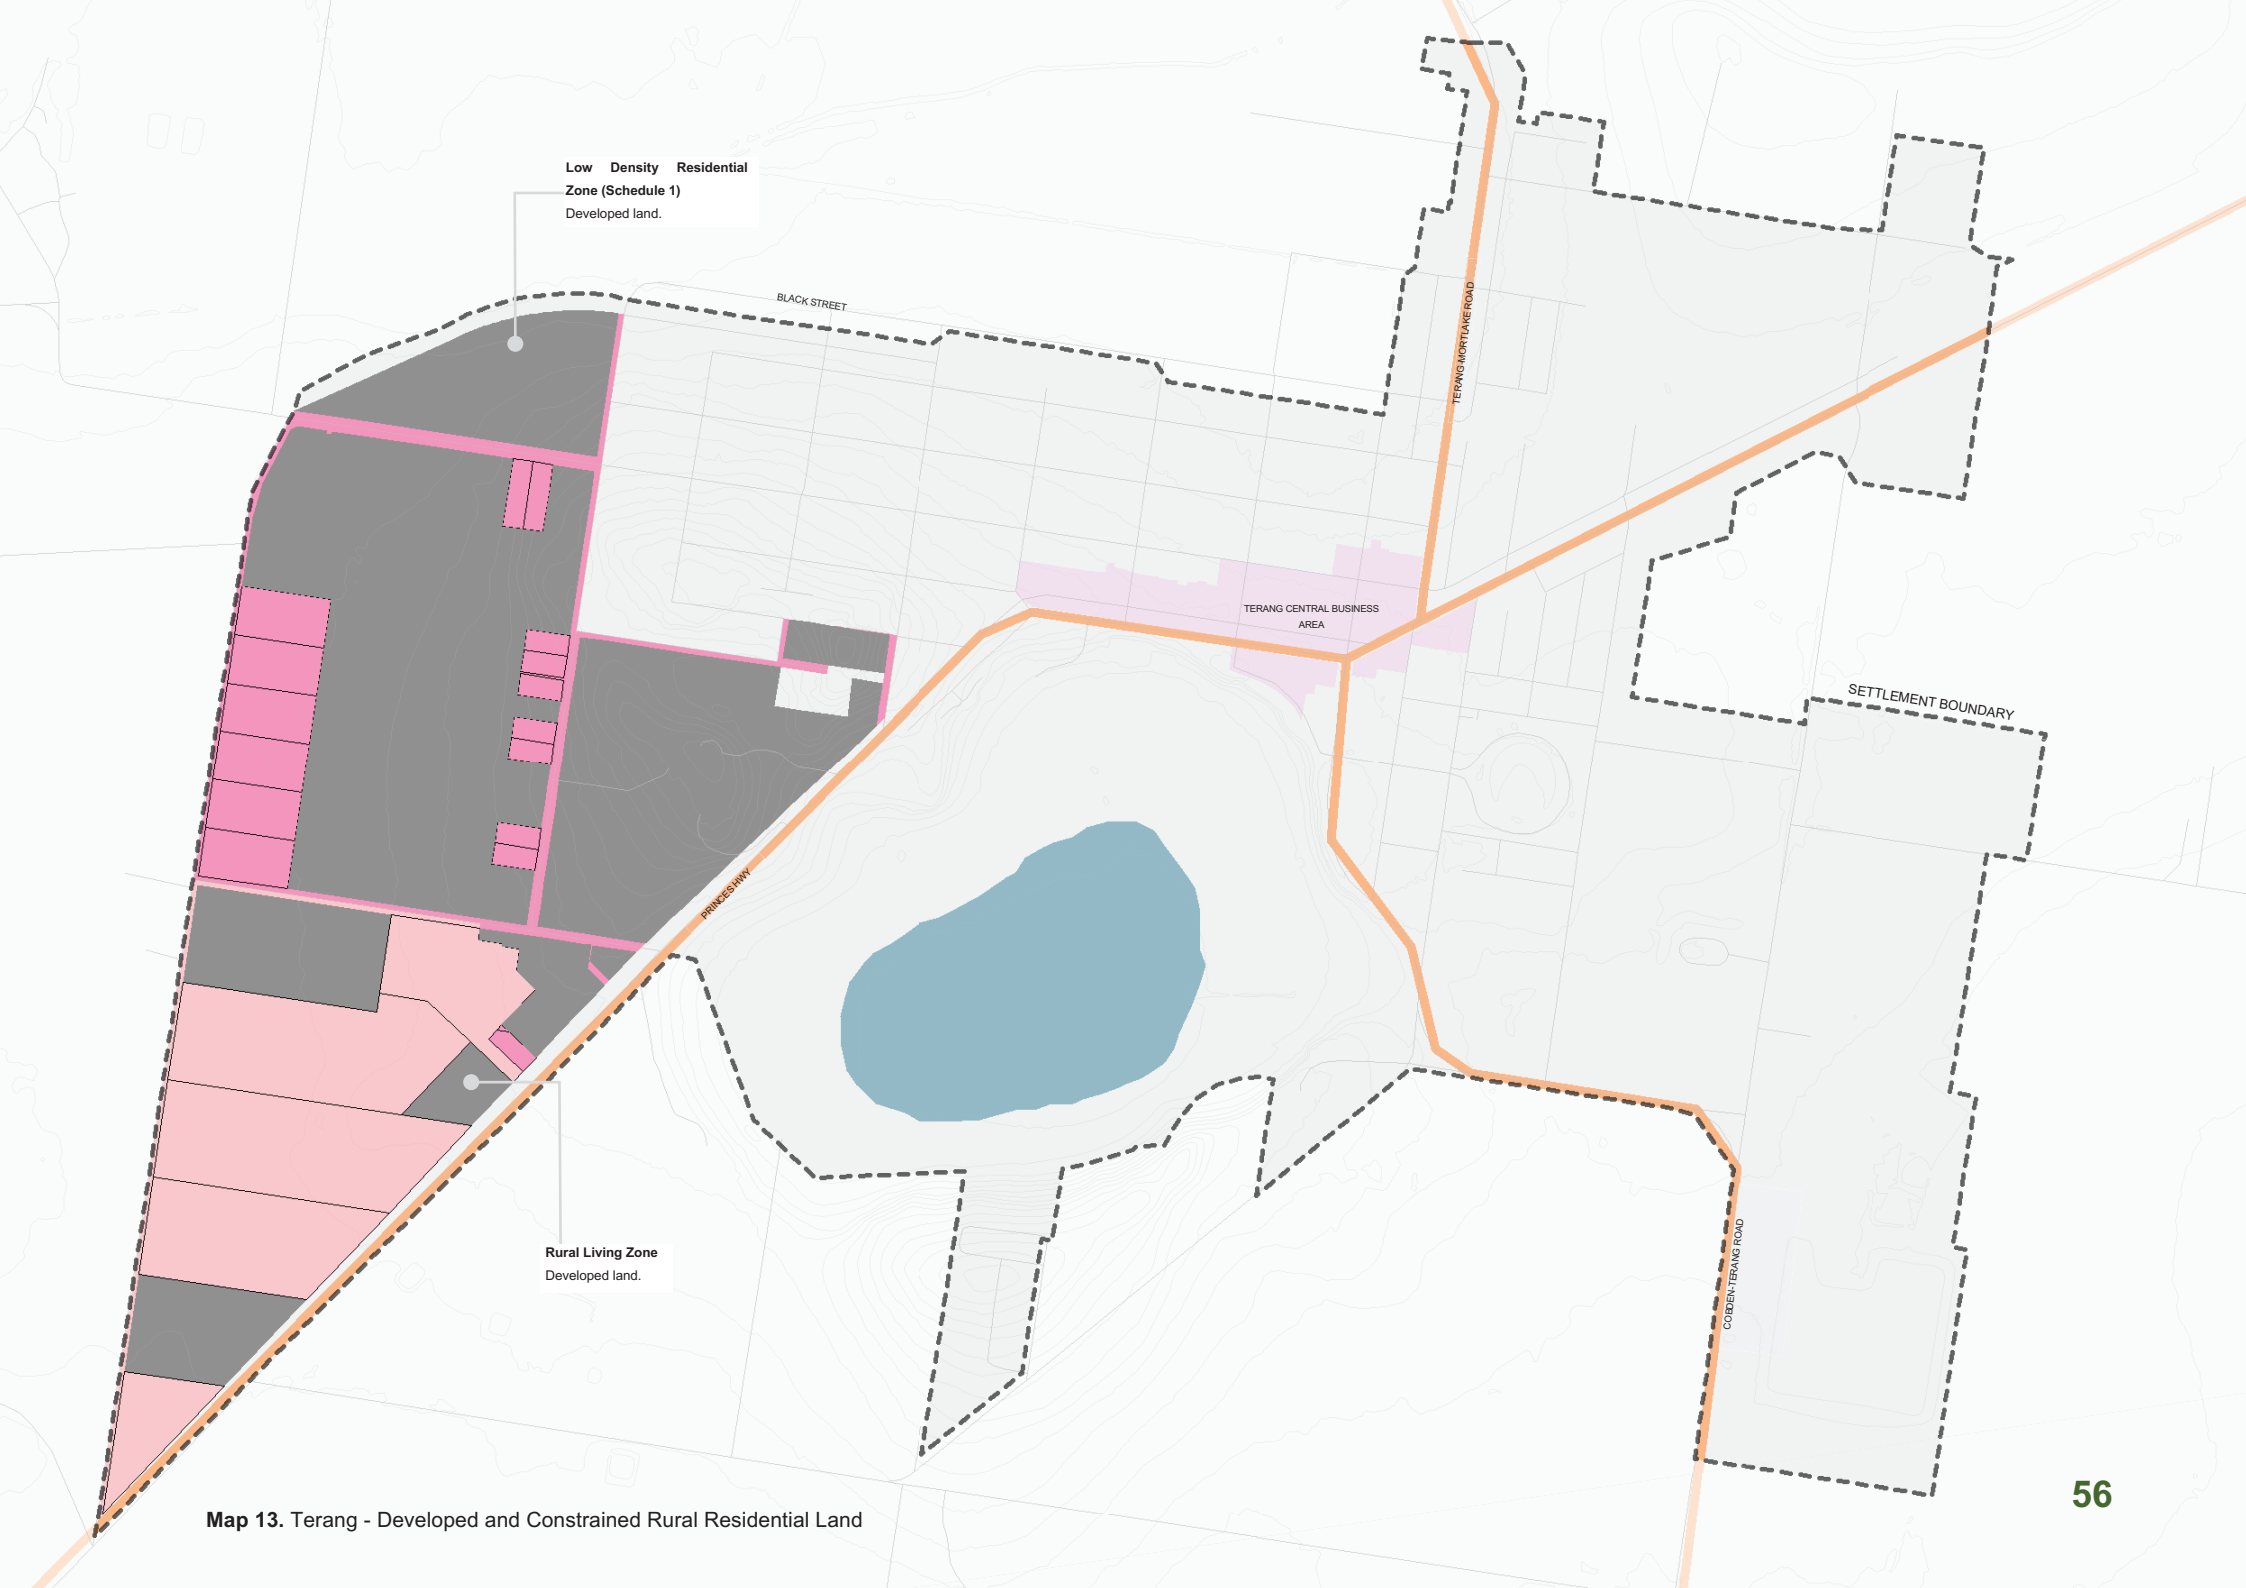 Low Density Residential
Zone (Schedule 1)
Developed land.
BLACK STREET
TERANG-MORTLAKE ROAD
TERANG CENTRAL BUSINESS
AREA
SETTLEMENT BOUNDARY
PRINCES HWY
Rural Living Zone
Developed land.
COBDEN-TERANG ROAD
56
Map 13. Terang - Developed and Constrained Rural Residential Land